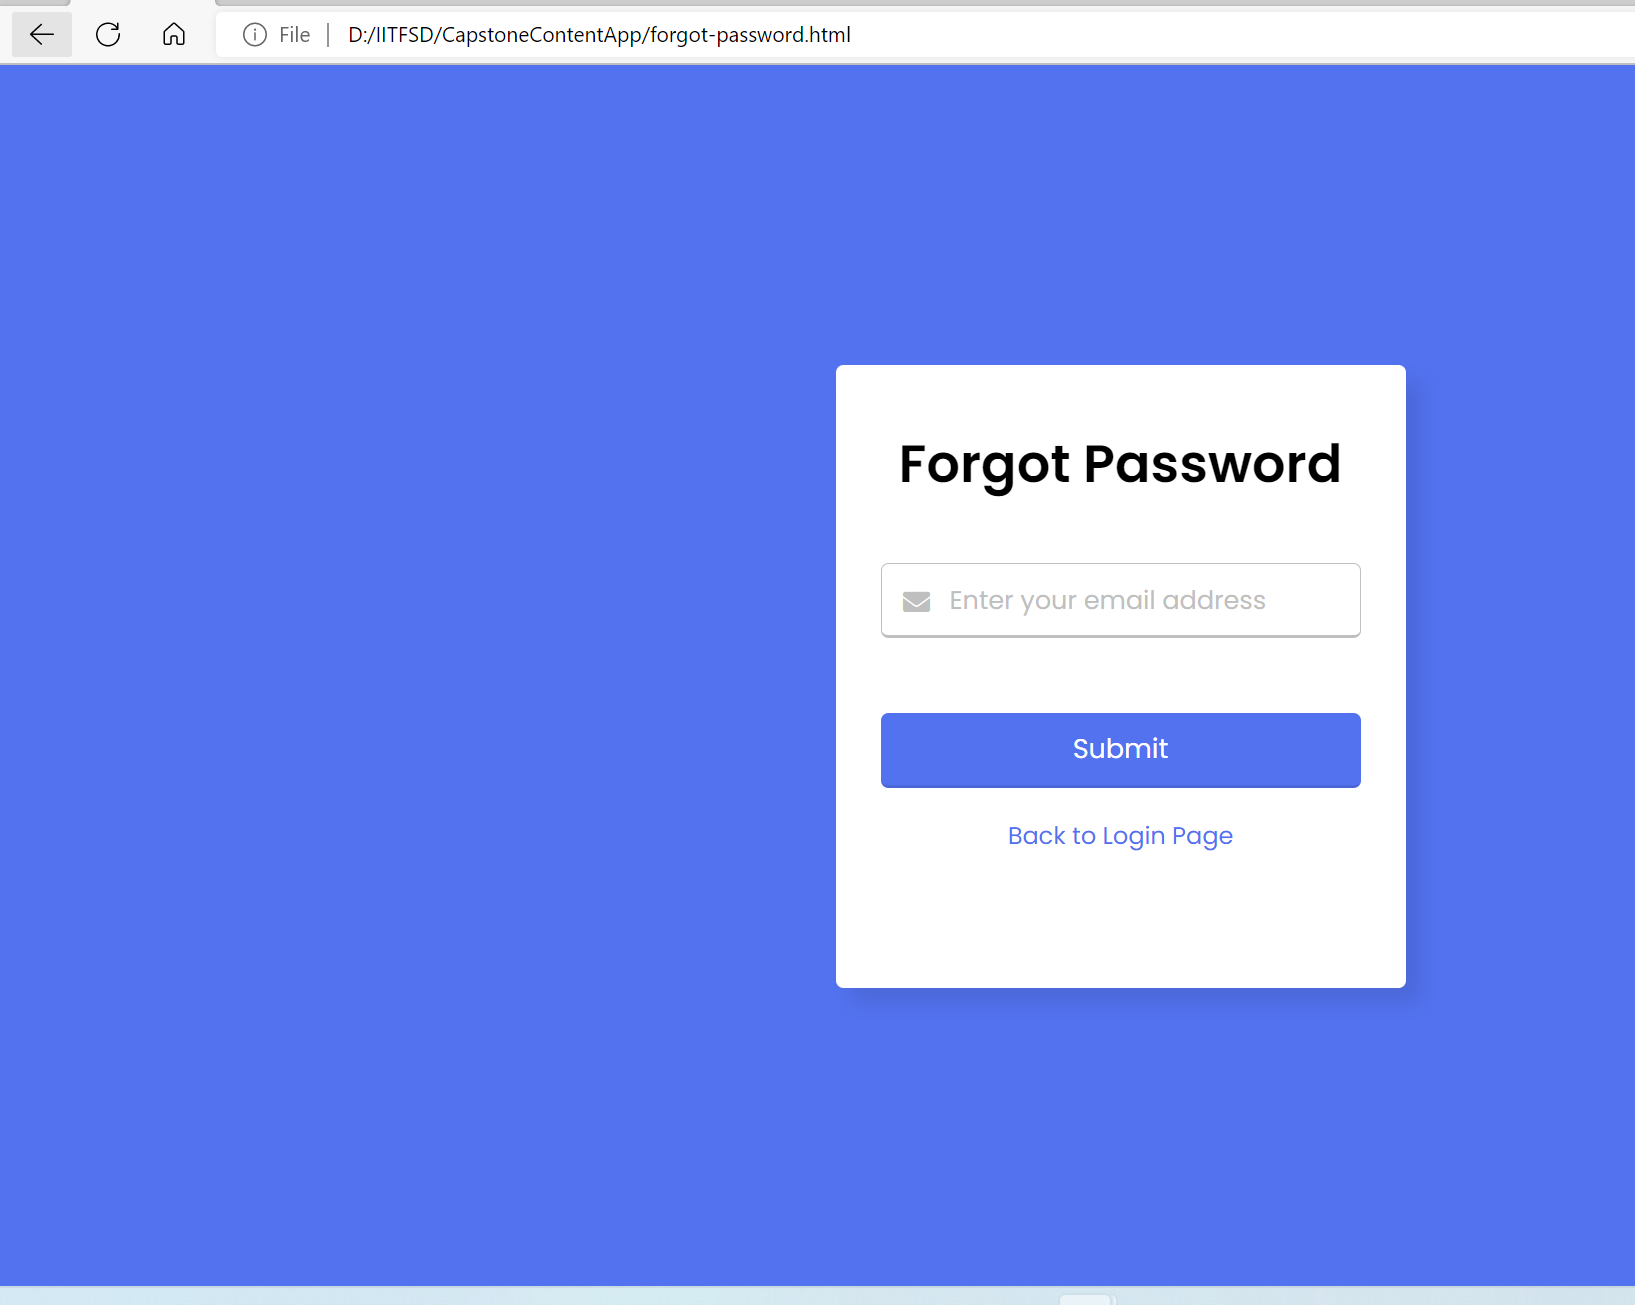 File | D:/IITFSD/CapstoneContentApp/forgot-password.html
Forgot Password
Enter your email address
Submit
Back to Login Page